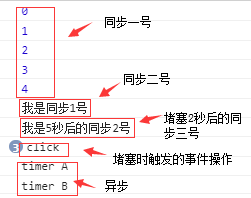 0
1
2
3
4
同步一号
同步二号
我是同步1号
我是5秒后的同步2号
堵塞2秒后的同
步三号
3 click
堵塞时触发的事件操作
timer A
timer B
异步